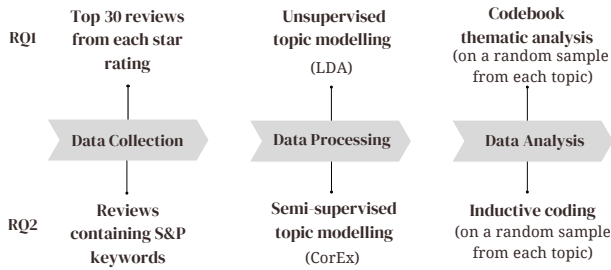 RQ1
Top 30 reviews
from each star
rating
Unsupervised
topic modelling
(LDA)
Codebook
thematic analysis
(on a random sample
from each topic)
Data Collection
Data Processing
Data Analysis
RQ2
Reviews
containing S&P
keywords
Semi-supervised
topic modelling
(CorEx)
Inductive coding
(on a random sample
from each topic)